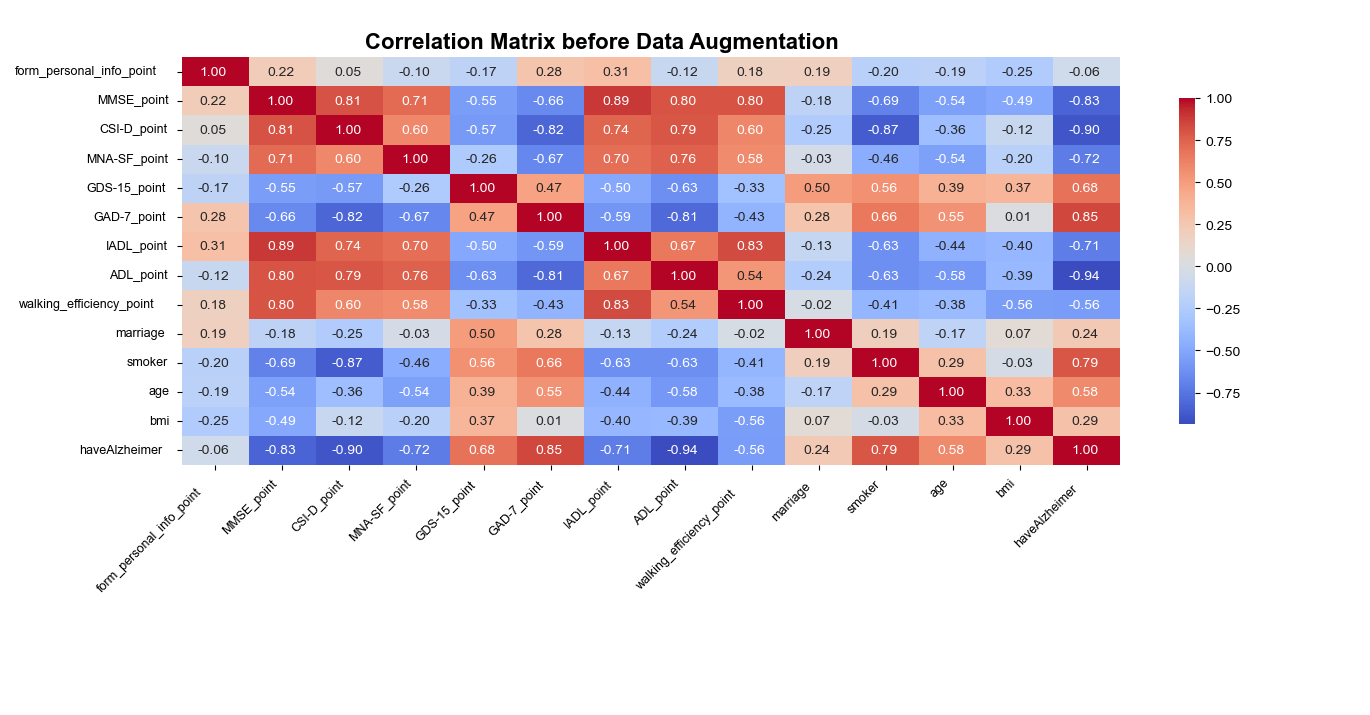 Correlation Matrix before Data Augmentation
form_personal_info_point 1.00 0.22 0.05 -0.10 -0.17 0.28 0.31 -0.12 0.18 0.19 -0.20 -0.19 -0.25 -0.06
MMSE_point 0.22 1.00 0.81 0.71 -0.55 -0.66 0.89 0.80 0.80 -0.18 -0.69 -0.54 -0.49 -0.83
CSI-D_point 0.05 0.81 1.00 0.60 -0.57 -0.82 0.74 0.79 0.60 -0.25 -0.87 -0.36 -0.12 -0.90
MNA-SF_point -0.10 0.71 0.60 1.00 -0.26 -0.67 0.70 0.76 0.58 -0.03 -0.46 -0.54 -0.20 -0.72
GDS-15_point -0.17 -0.55 -0.57 -0.26 1.00 0.47 -0.50 -0.63 -0.33 0.50 0.56 0.39 0.37 0.68
GAD-7_point 0.28 -0.66 -0.82 -0.67 0.47 1.00 -0.59 -0.81 -0.43 0.28 0.66 0.55 0.01 0.85
IADL_point 0.31 0.89 0.74 0.70 -0.50 -0.59 1.00 0.67 0.83 -0.13 -0.63 -0.44 -0.40 -0.71
ADL_point -0.12 0.80 0.79 0.76 -0.63 -0.81 0.67 1.00 0.54 -0.24 -0.63 -0.58 -0.39 -0.94
walking_efficiency_point 0.18 0.80 0.60 0.58 -0.33 -0.43 0.83 0.54 1.00 -0.02 -0.41 -0.38 -0.56 -0.56
marriage 0.19 -0.18 -0.25 -0.03 0.50 0.28 -0.13 -0.24 -0.02 1.00 0.19 -0.17 0.07 0.24
smoker -0.20 -0.69 -0.87 -0.46 0.56 0.66 -0.63 -0.63 -0.41 0.19 1.00 0.29 -0.03 0.79
age -0.19 -0.54 -0.36 -0.54 0.39 0.55 -0.44 -0.58 -0.38 -0.17 0.29 1.00 0.33 0.58
bmi -0.25 -0.49 -0.12 -0.20 0.37 0.01 -0.40 -0.39 -0.56 0.07 -0.03 0.33 1.00 0.29
haveAlzheimer -0.06 -0.83 -0.90 -0.72 0.68 0.85 -0.71 -0.94 -0.56 0.24 0.79 0.58 0.29 1.00
form_personal_info_point
MMSE_point
CSI-D_point
MNA-SF_point
GDS-15_point
GAD-7_point
IADL_point
ADL_point
walking_efficiency_point
marriage
smoker
age
bmi
haveAlzheimer
1.00
0.75
0.50
0.25
0.00
−0.25
−0.50
−0.75